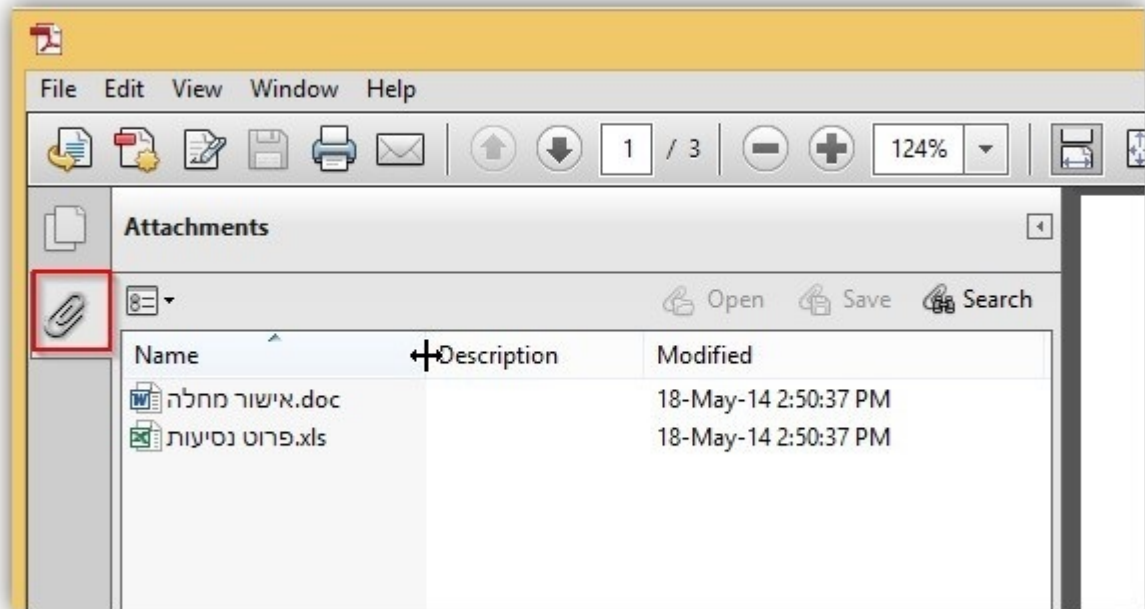 File Edit View Window Help
1 / 3 124%
Attachments
Open Save Search
Name Description Modified
אישור מחלה.doc 18-May-14 2:50:37 PM
פרוט נסיעות.xls 18-May-14 2:50:37 PM